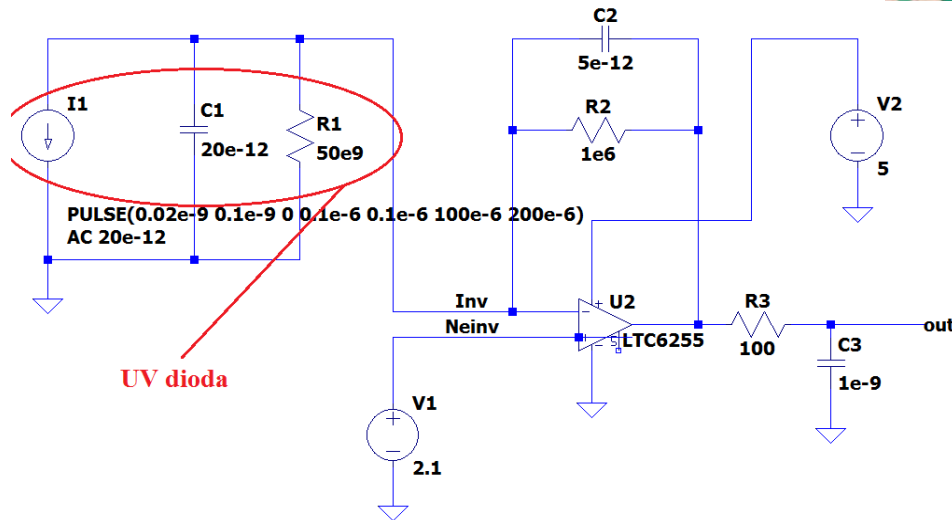 C2
5e-12
I1
C1
20e-12
R1
50e9
R2
1e6
V2
+
−
5
PULSE(0.02e-9 0.1e-9 0 0.1e-6 0.1e-6 100e-6 200e-6)
AC 20e-12
Inv
Neinv
U2
LTC6255
R3
100
out
C3
1e-9
UV dioda
V1
+
−
2.1